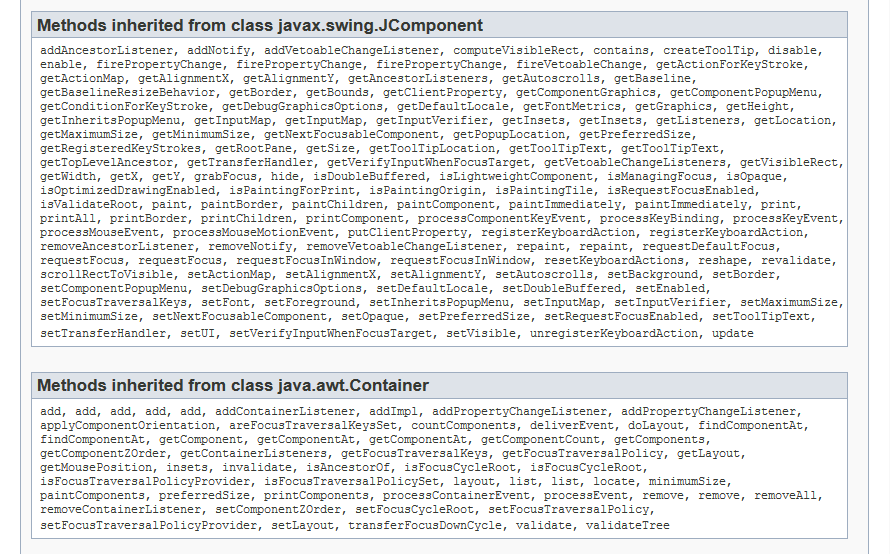 Methods inherited from class javax.swing.JComponent
addAncestorListener, addNotify, addVetoableChangeListener, computeVisibleRect, contains, createToolTip, disable,
enable, firePropertyChange, firePropertyChange, firePropertyChange, fireVetoableChange, getActionForKeyStroke,
getActionMap, getAlignmentX, getAlignmentY, getAncestorListeners, getAutoscrolls, getBaseline,
getBaselineResizeBehavior, getBorder, getBounds, getClientProperty, getComponentGraphics, getComponentPopupMenu,
getConditionForKeyStroke, getDebugGraphicsOptions, getDefaultLocale, getFontMetrics, getGraphics, getHeight,
getInheritsPopupMenu, getInputMap, getInputMap, getInputVerifier, getInsets, getInsets, getListeners, getLocation,
getMaximumSize, getMinimumSize, getNextFocusableComponent, getPopupLocation, getPreferredSize,
getRegisteredKeyStrokes, getRootPane, getSize, getToolTipLocation, getToolTipText, getToolTipText,
getTopLevelAncestor, getTransferHandler, getVerifyInputWhenFocusTarget, getVetoableChangeListeners, getVisibleRect,
getWidth, getX, getY, grabFocus, hide, isDoubleBuffered, isLightweightComponent, isManagingFocus, isOpaque,
isOptimizedDrawingEnabled, isPaintingForPrint, isPaintingOrigin, isPaintingTile, isRequestFocusEnabled,
isValidateRoot, paint, paintBorder, paintChildren, paintComponent, paintImmediately, paintImmediately, print,
printAll, printBorder, printChildren, printComponent, processComponentKeyEvent, processKeyBinding, processKeyEvent,
processMouseEvent, processMouseMotionEvent, putClientProperty, registerKeyboardAction, registerKeyboardAction,
removeAncestorListener, removeNotify, removeVetoableChangeListener, repaint, repaint, requestDefaultFocus,
requestFocus, requestFocus, requestFocusInWindow, requestFocusInWindow, resetKeyboardActions, reshape, revalidate,
scrollRectToVisible, setActionMap, setAlignmentX, setAlignmentY, setAutoscrolls, setBackground, setBorder,
setComponentPopupMenu, setDebugGraphicsOptions, setDefaultLocale, setDoubleBuffered, setEnabled,
setFocusTraversalKeys, setFont, setForeground, setInheritsPopupMenu, setInputMap, setInputVerifier, setMaximumSize,
setMinimumSize, setNextFocusableComponent, setOpaque, setPreferredSize, setRequestFocusEnabled, setToolTipText,
setTransferHandler, setUI, setVerifyInputWhenFocusTarget, setVisible, unregisterKeyboardAction, update
Methods inherited from class java.awt.Container
add, add, add, add, add, addContainerListener, addImpl, addPropertyChangeListener, addPropertyChangeListener,
applyComponentOrientation, areFocusTraversalKeysSet, countComponents, deliverEvent, doLayout, findComponentAt,
findComponentAt, getComponent, getComponentAt, getComponentAt, getComponentCount, getComponents,
getComponentZOrder, getContainerListeners, getFocusTraversalKeys, getFocusTraversalPolicy, getLayout,
getMousePosition, insets, invalidate, isAncestorOf, isFocusCycleRoot, isFocusCycleRoot,
isFocusTraversalPolicyProvider, isFocusTraversalPolicySet, layout, list, list, locate, minimumSize,
paintComponents, preferredSize, printComponents, processContainerEvent, processEvent, remove, remove, removeAll,
removeContainerListener, setComponentZOrder, setFocusCycleRoot, setFocusTraversalPolicy,
setFocusTraversalPolicyProvider, setLayout, transferFocusDownCycle, validate, validateTree